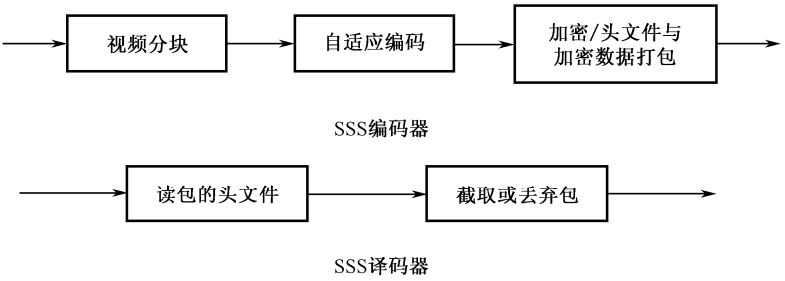 视频分块
自适应编码
加密/头文件与
加密数据打包
SSS编码器
读包的头文件
截取或丢弃包
SSS译码器